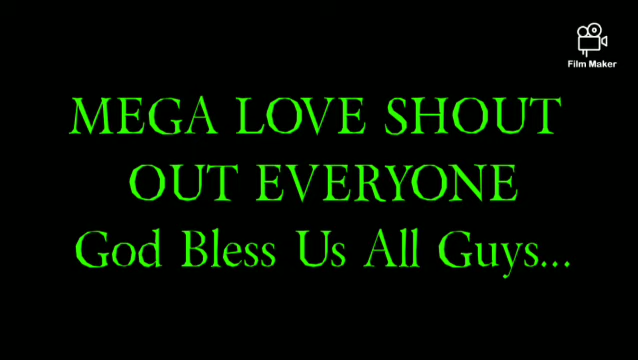 Film Maker
MEGA LOVE SHOUT
OUT EVERYONE
God Bless Us All Guys...